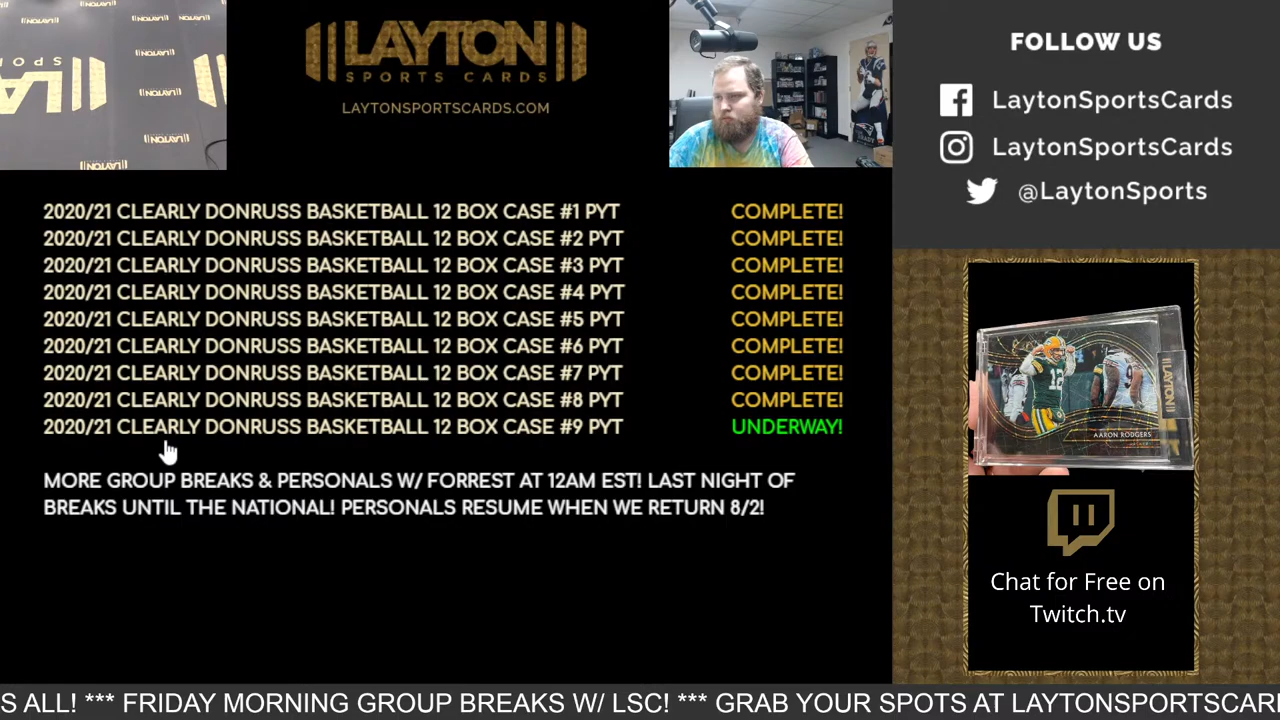 LAYTON
SPORTS CARDS
LAYTONSPORTSCARDS.COM
FOLLOW US
LaytonSportsCards
LaytonSportsCards
@LaytonSports
2020/21 CLEARLY DONRUSS BASKETBALL 12 BOX CASE #1 PYT COMPLETE!
2020/21 CLEARLY DONRUSS BASKETBALL 12 BOX CASE #2 PYT COMPLETE!
2020/21 CLEARLY DONRUSS BASKETBALL 12 BOX CASE #3 PYT COMPLETE!
2020/21 CLEARLY DONRUSS BASKETBALL 12 BOX CASE #4 PYT COMPLETE!
2020/21 CLEARLY DONRUSS BASKETBALL 12 BOX CASE #5 PYT COMPLETE!
2020/21 CLEARLY DONRUSS BASKETBALL 12 BOX CASE #6 PYT COMPLETE!
2020/21 CLEARLY DONRUSS BASKETBALL 12 BOX CASE #7 PYT COMPLETE!
2020/21 CLEARLY DONRUSS BASKETBALL 12 BOX CASE #8 PYT COMPLETE!
2020/21 CLEARLY DONRUSS BASKETBALL 12 BOX CASE #9 PYT UNDERWAY!
MORE GROUP BREAKS & PERSONALS W/ FORREST AT 12AM EST! LAST NIGHT OF
BREAKS UNTIL THE NATIONAL! PERSONALS RESUME WHEN WE RETURN 8/2!
AARON RODGERS
LAYTON
Chat for Free on
Twitch.tv
S ALL! *** FRIDAY MORNING GROUP BREAKS W/ LSC! *** GRAB YOUR SPOTS AT LAYTONSPORTSCAR